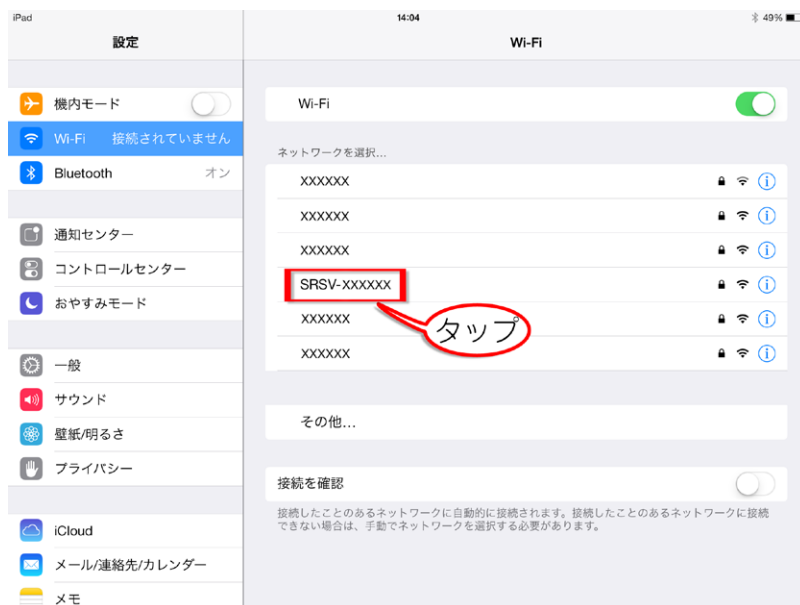 iPad 14:04 49%
設定
Wi-Fi
機内モード
Wi-Fi 接続されていません
Bluetooth オン
通知センター
コントロールセンター
おやすみモード
一般
サウンド
壁紙/明るさ
プライバシー
iCloud
メール/連絡先/カレンダー
メモ
Wi-Fi
ネットワークを選択...
XXXXXX
XXXXXX
XXXXXX
SRSV-XXXXXX
タップ
XXXXXX
XXXXXX
その他...
接続を確認
接続したことのあるネットワークに自動的に接続されます。接続したことのあるネットワークに接続
できない場合は、手動でネットワークを選択する必要があります。